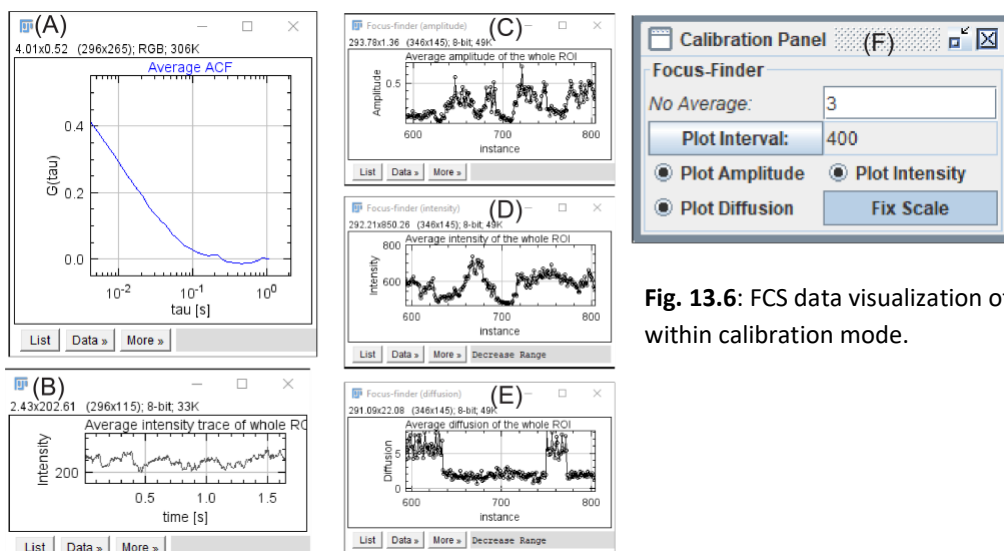 (A)
4.01x0.52 (296x265); RGB; 306K
Average ACF
G(tau)
0.4
0.2
0.0
10-2 10-1 100
tau [s]
List Data » More »
(B)
2.43x202.61 (296x115); 8-bit; 33K
Average intensity trace of whole RO
Intensity
200
0.5 1.0 1.5
time [s]
List Data » More »
Focus-finder (amplitude) (C)
293.78x1.36 (346x145); 8-bit; 49K
Average amplitude of the whole ROI
Amplitude
0.5
600 700 800
instance
List Data » More »
Focus-finder (intensity) (D)
292.21x850.26 (346x145); 8-bit; 49K
Average intensity of the whole ROI
Intensity
800
600
600 700 800
instance
List Data » More » Decrease Range
Focus-finder (diffusion) (E)
291.09x22.08 (346x145); 8-bit; 49K
Average diffusion of the whole ROI
Diffusion
5
0
600 700 800
instance
List Data » More » Decrease Range
Calibration Panel (F)
Focus-Finder
No Average: 3
Plot Interval: 400
Plot Amplitude Plot Intensity
Plot Diffusion Fix Scale
Fig. 13.6: FCS data visualization of
within calibration mode.